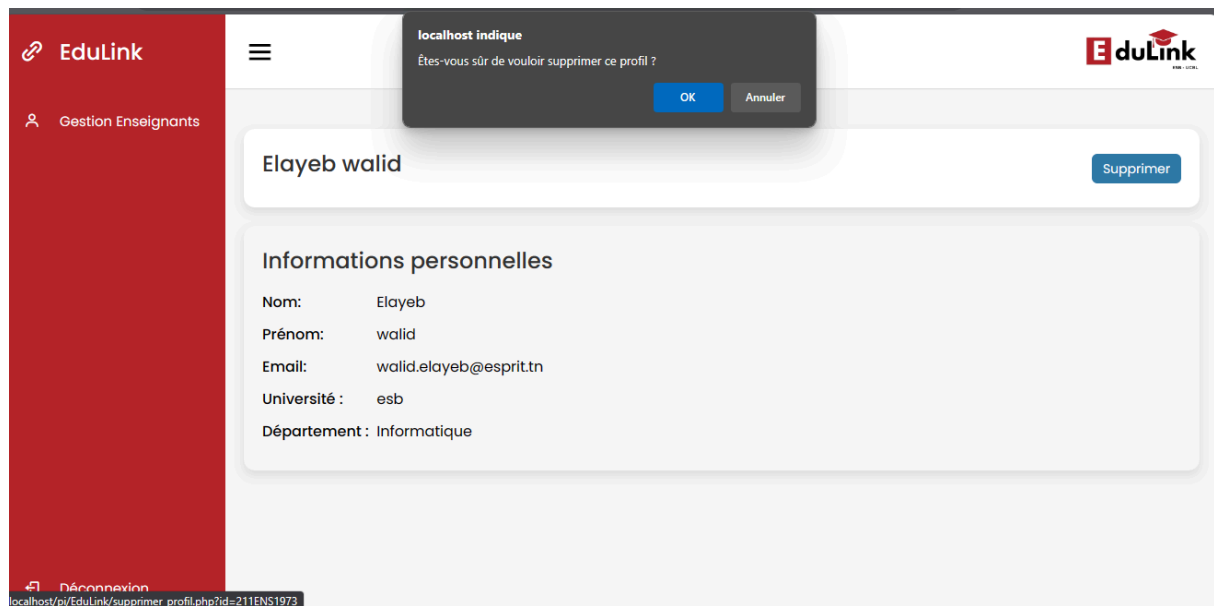 EduLink
localhost indique
Êtes-vous sûr de vouloir supprimer ce profil ?
OK Annuler
EduLink
ESB - UCBL
Gestion Enseignants
Elayeb walid
Supprimer
Informations personnelles
Nom: Elayeb
Prénom: walid
Email: walid.elayeb@esprit.tn
Université : esb
Département : Informatique
Déconnexion
localhost/pi/EduLink/supprimer_profil.php?id=211ENS1973